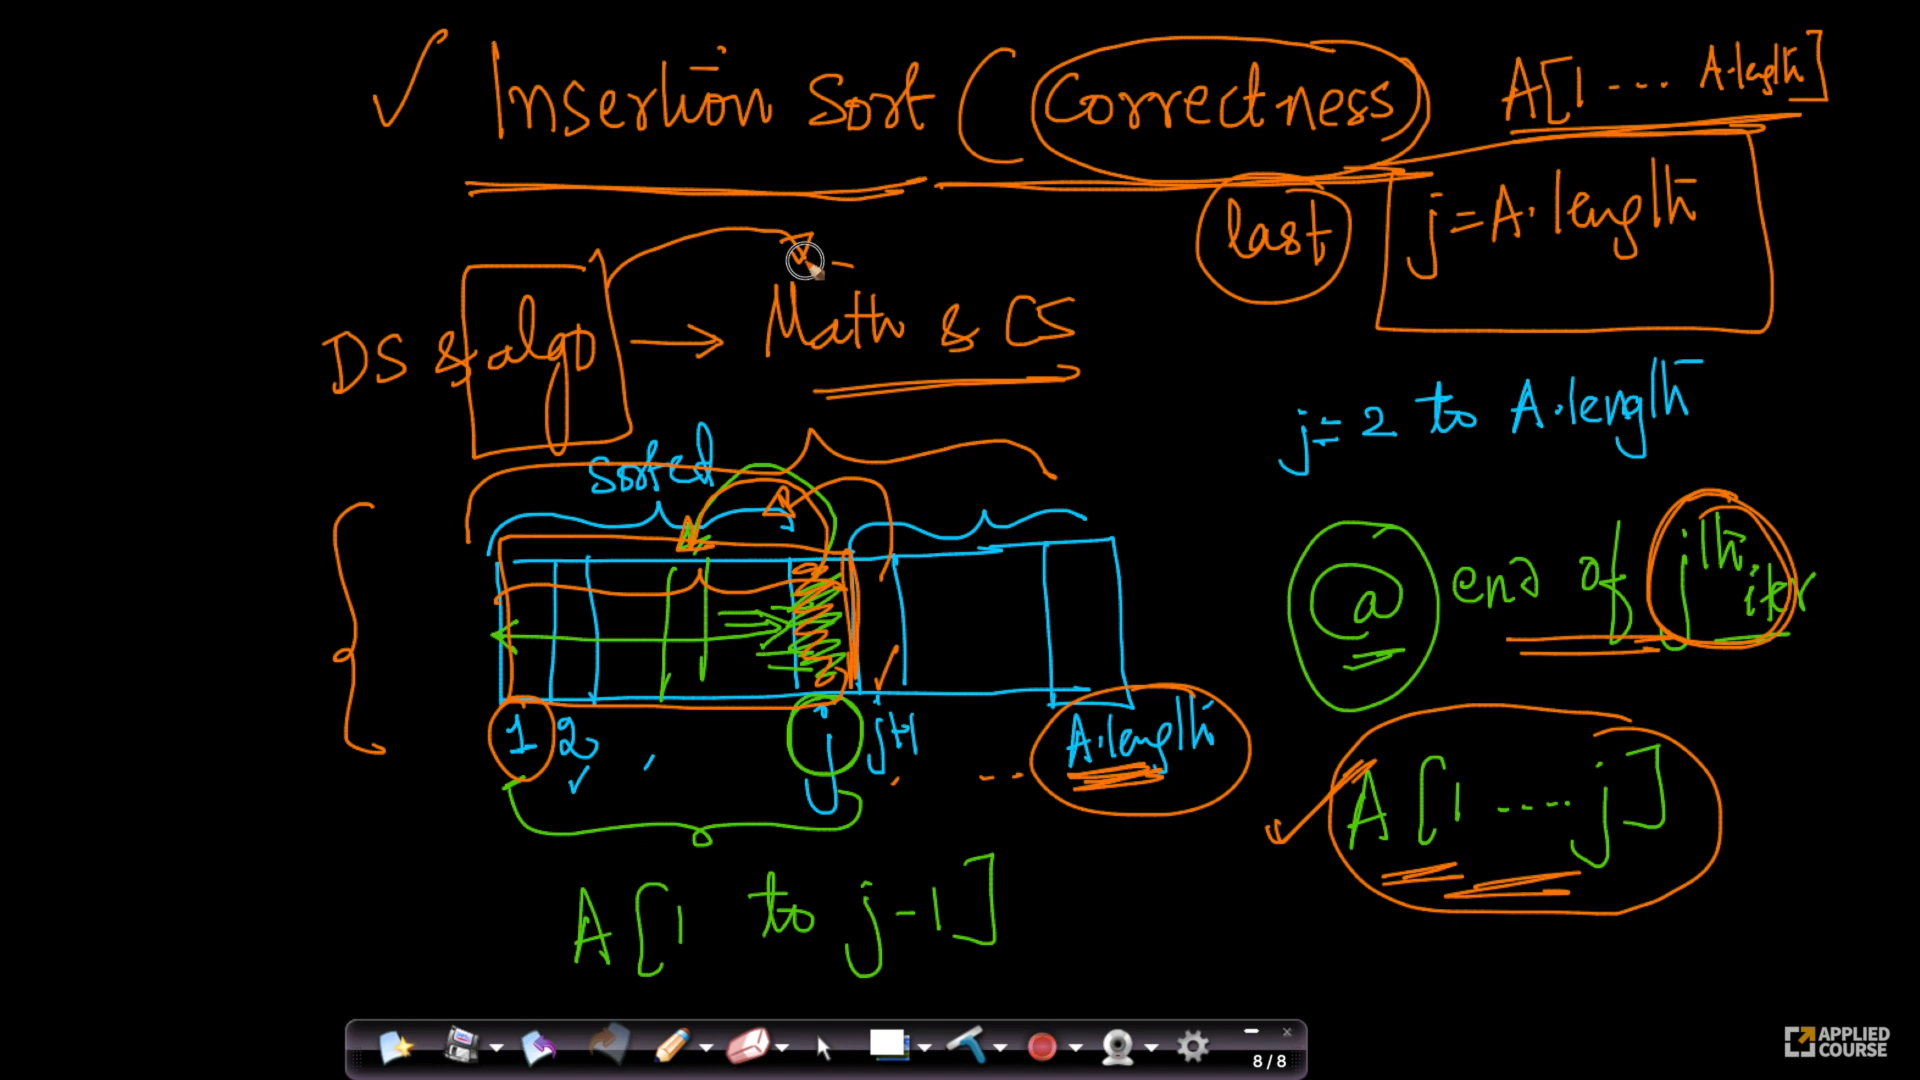 ✓ Insertion Sort (Correctness) A[1 ... A.length]
last j=A.length
DS & algo → Math & CS
j= 2 to A.length
Sorted
@ end of jth iter
1 2 j j+1 ... A.length
A[1 .... j]
A[1 to j-1]
8/8
APPLIED
COURSE